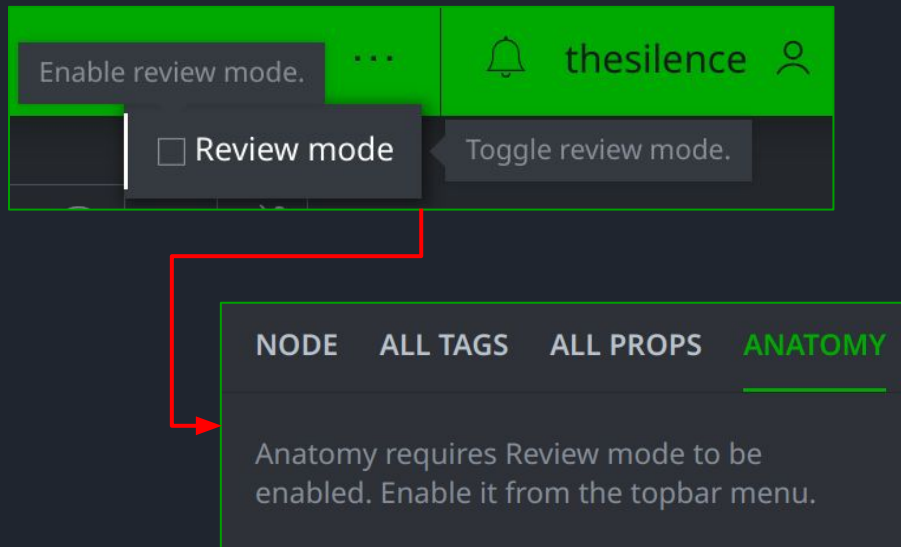 Enable review mode.
...
thesilence
Review mode
Toggle review mode.
NODE ALL TAGS ALL PROPS ANATOMY
Anatomy requires Review mode to be
enabled. Enable it from the topbar menu.